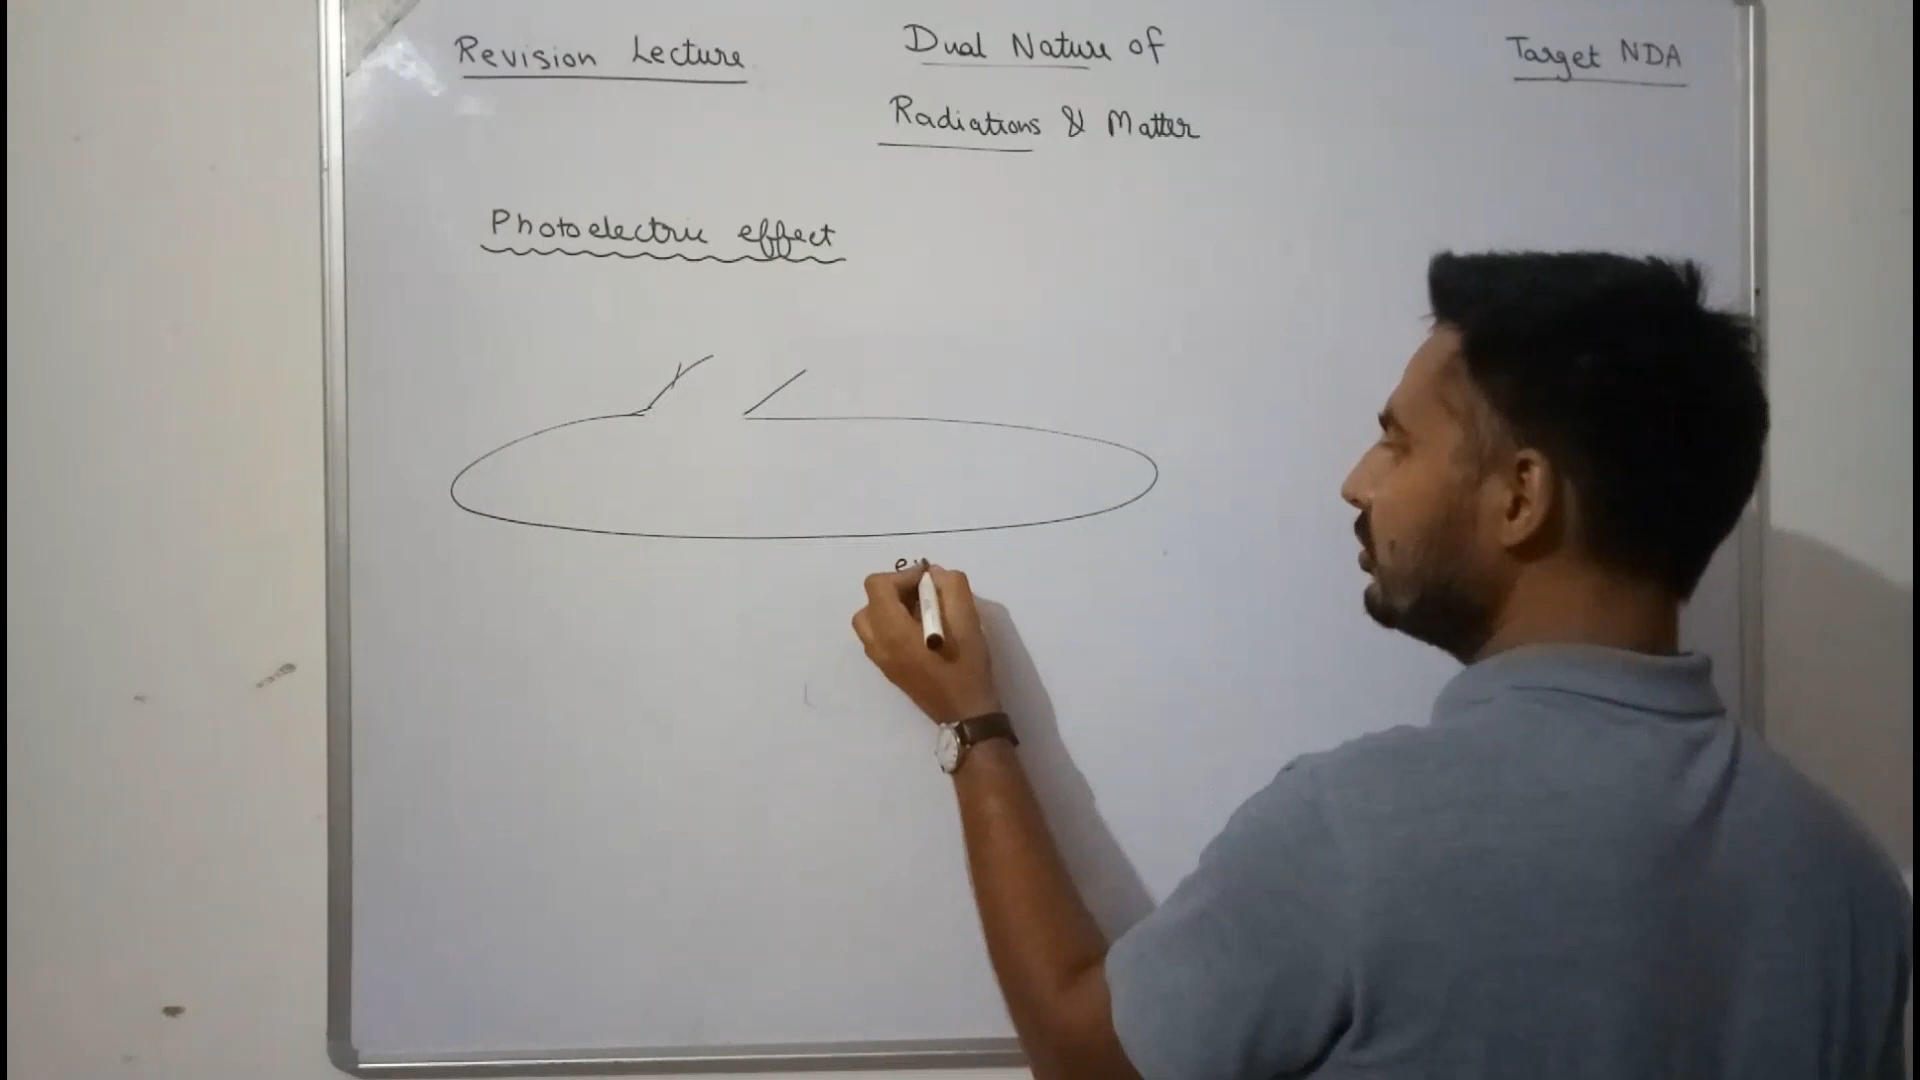 Revision Lecture
Dual Nature of
Radiations & Matter
Target NDA
Photoelectric effect